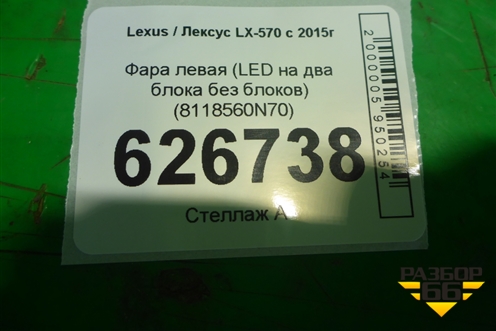 Lexus / Лексус LX-570 с 2015г
Фара левая (LED на два
блока без блоков)
(8118560N70)
626738
Стеллаж А
2000005950254
РАЗБОР
66